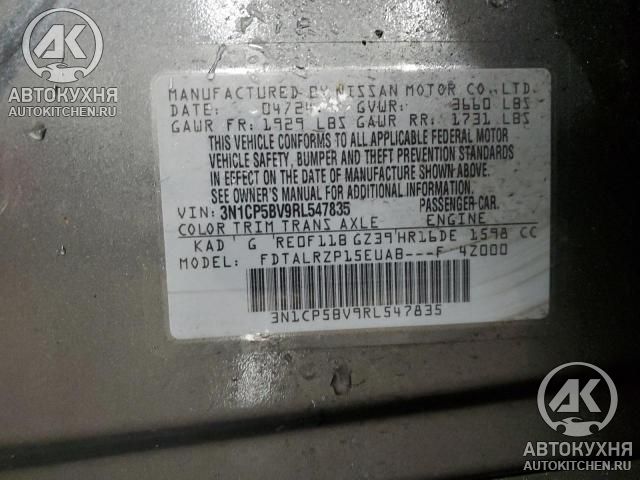 АК
АВТОКУХНЯ
AUTOKITCHEN.RU
MANUFACTURED BY NISSAN MOTOR CO.,LTD.
DATE: 04/24 GVWR: 3660 LBS
GAWR FR: 1929 LBS GAWR RR: 1731 LBS
THIS VEHICLE CONFORMS TO ALL APPLICABLE FEDERAL MOTOR
VEHICLE SAFETY, BUMPER AND THEFT PREVENTION STANDARDS
IN EFFECT ON THE DATE OF MANUFACTURE SHOWN ABOVE.
SEE OWNER'S MANUAL FOR ADDITIONAL INFORMATION.
VIN: 3N1CP5BV9RL547835 PASSENGER CAR
COLOR TRIM TRANS AXLE ENGINE
KAD G RE0F11B GZ39 HR16DE 1598 CC
MODEL: FDTALRZP15EUAB---F 4Z000
3N1CP5BV9RL547835
АК
АВТОКУХНЯ
AUTOKITCHEN.RU